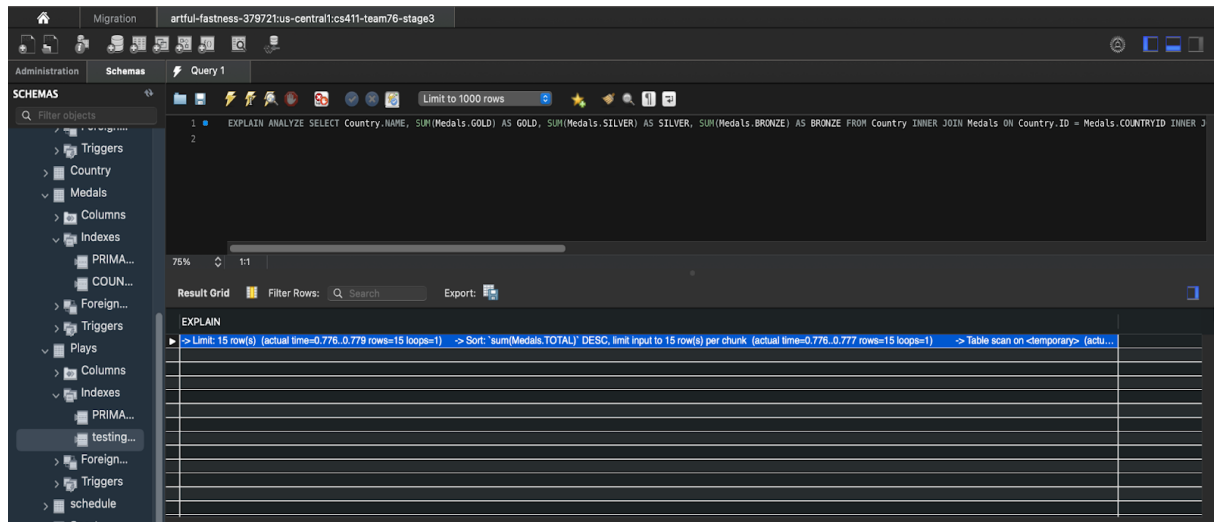 Migration
artful-fastness-379721:us-central1:cs411-team76-stage3
Administration
Schemas
Query 1
SCHEMAS
Filter objects
Limit to 1000 rows
1
EXPLAIN ANALYZE SELECT Country.NAME, SUM(Medals.GOLD) AS GOLD, SUM(Medals.SILVER) AS SILVER, SUM(Medals.BRONZE) AS BRONZE FROM Country INNER JOIN Medals ON Country.ID = Medals.COUNTRYID INNER J
2
Triggers
Country
Medals
Columns
Indexes
PRIMA...
COUN...
Foreign...
Triggers
Plays
Columns
Indexes
PRIMA...
testing...
Foreign...
Triggers
schedule
75%
1:1
Result Grid
Filter Rows:
Search
Export:
EXPLAIN
-> Limit: 15 row(s) (actual time=0.776..0.779 rows=15 loops=1) -> Sort: `sum(Medals.TOTAL)` DESC, limit input to 15 row(s) per chunk (actual time=0.776..0.777 rows=15 loops=1) -> Table scan on <temporary> (actu...